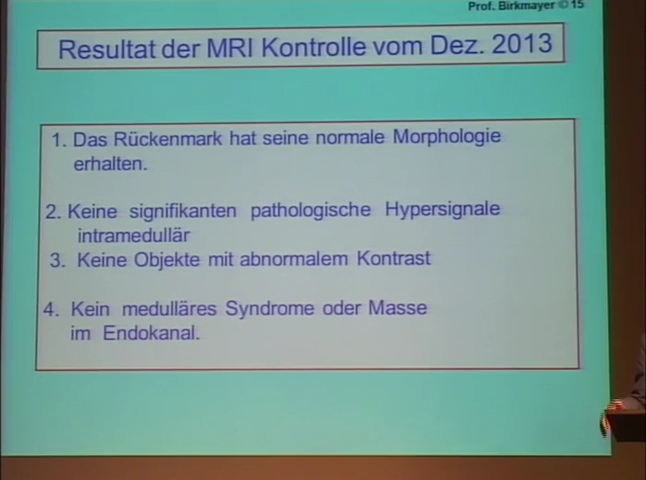 Prof. Birkmayer © 15
Resultat der MRI Kontrolle vom Dez. 2013
1. Das Rückenmark hat seine normale Morphologie
erhalten.
2. Keine signifikanten pathologische Hypersignale
intramedullär
3. Keine Objekte mit abnormalem Kontrast
4. Kein medulläres Syndrome oder Masse
im Endokanal.